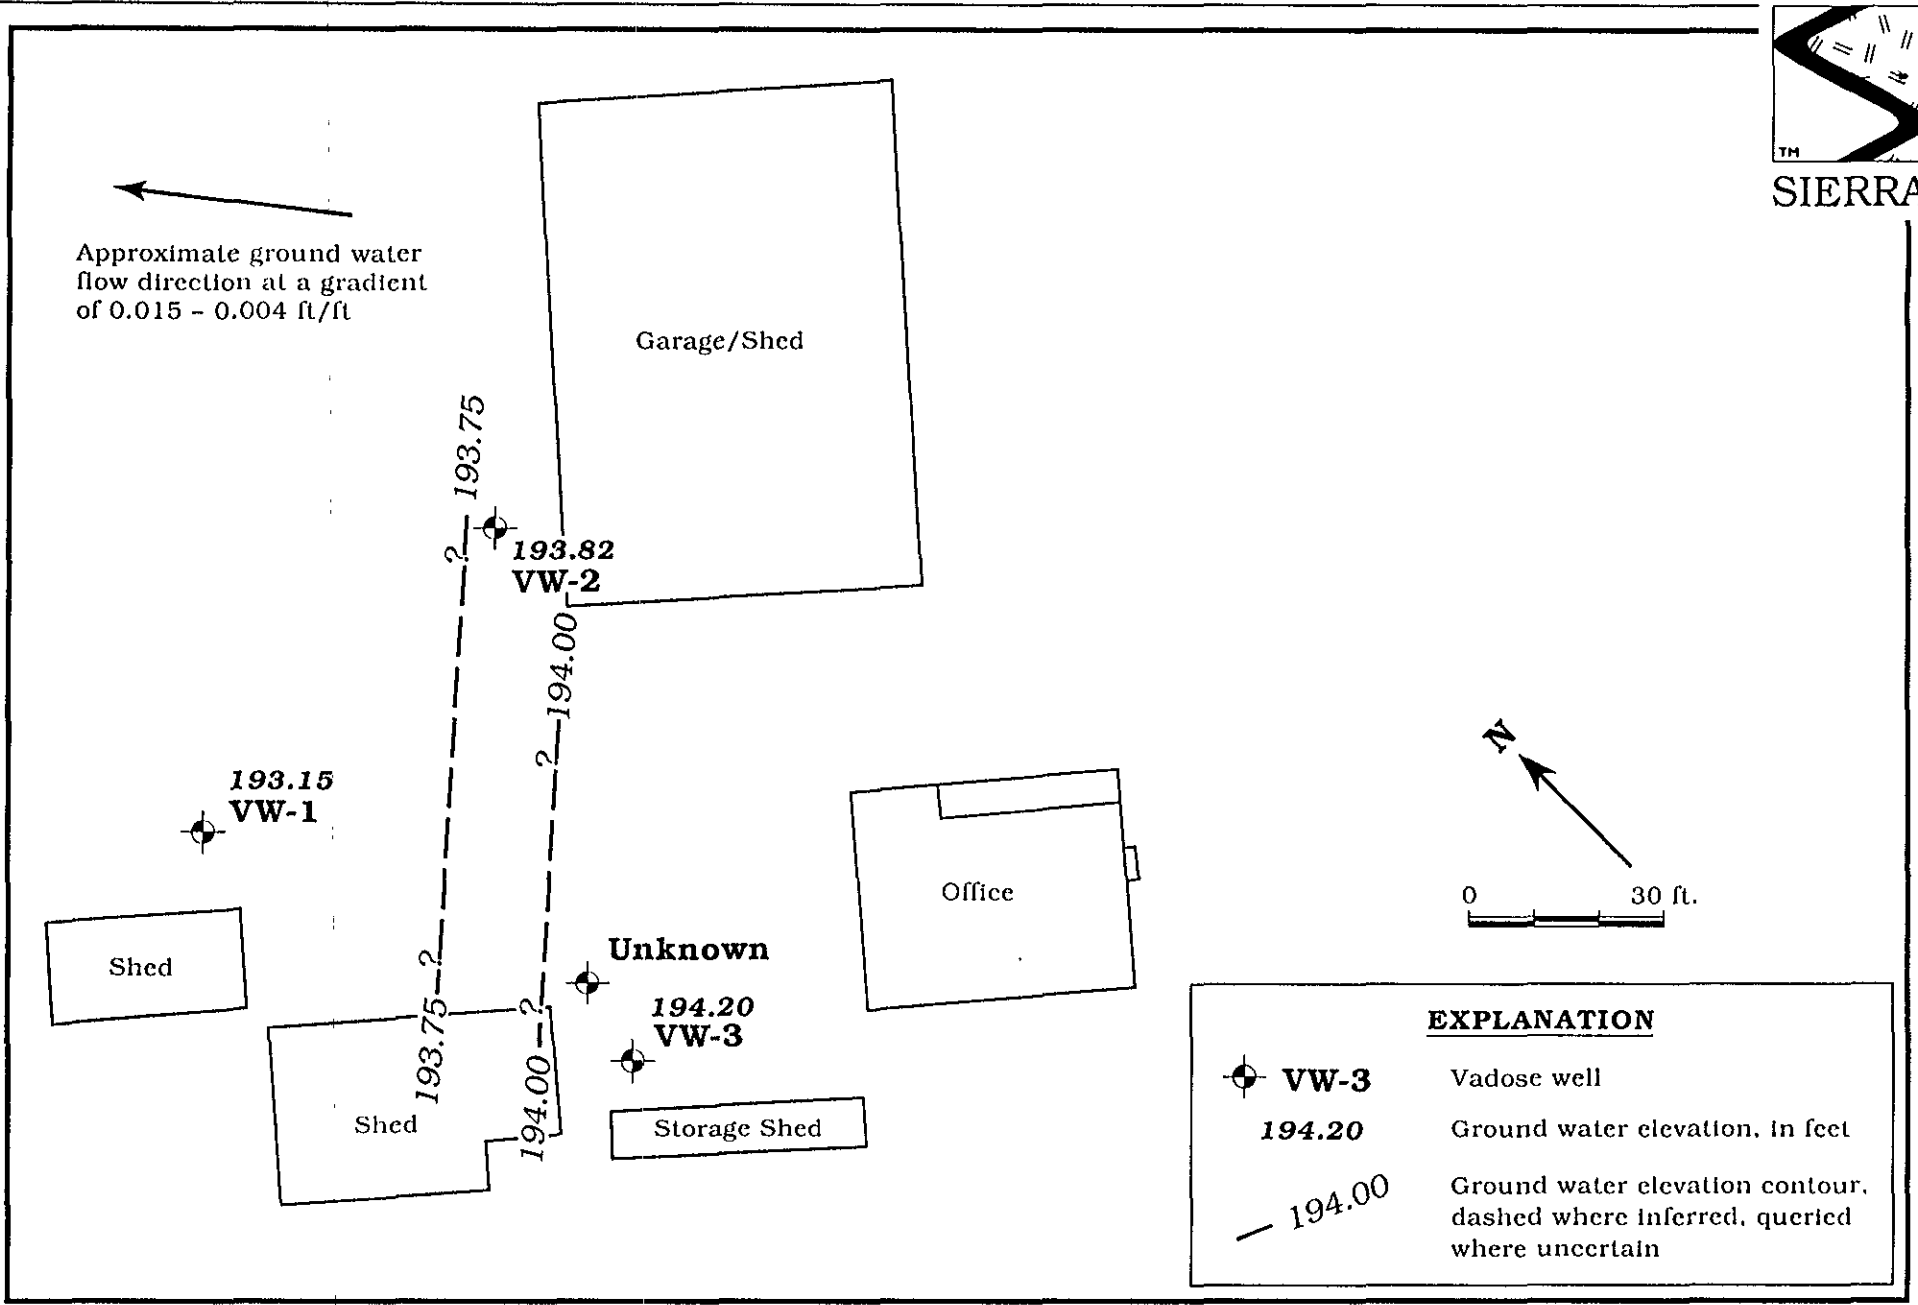 TM
SIERRA
Approximate ground water
flow direction at a gradient
of 0.015 – 0.004 ft/ft
Garage/Shed
193.75
?
193.82
VW-2
194.00
?
193.15
VW-1
N
0 30 ft.
Office
Shed
?
Unknown
?
194.20
VW-3
193.75
194.00
Shed
Storage Shed
EXPLANATION
VW-3 Vadose well
194.20 Ground water elevation, in feet
194.00 Ground water elevation contour,
dashed where inferred, queried
where uncertain